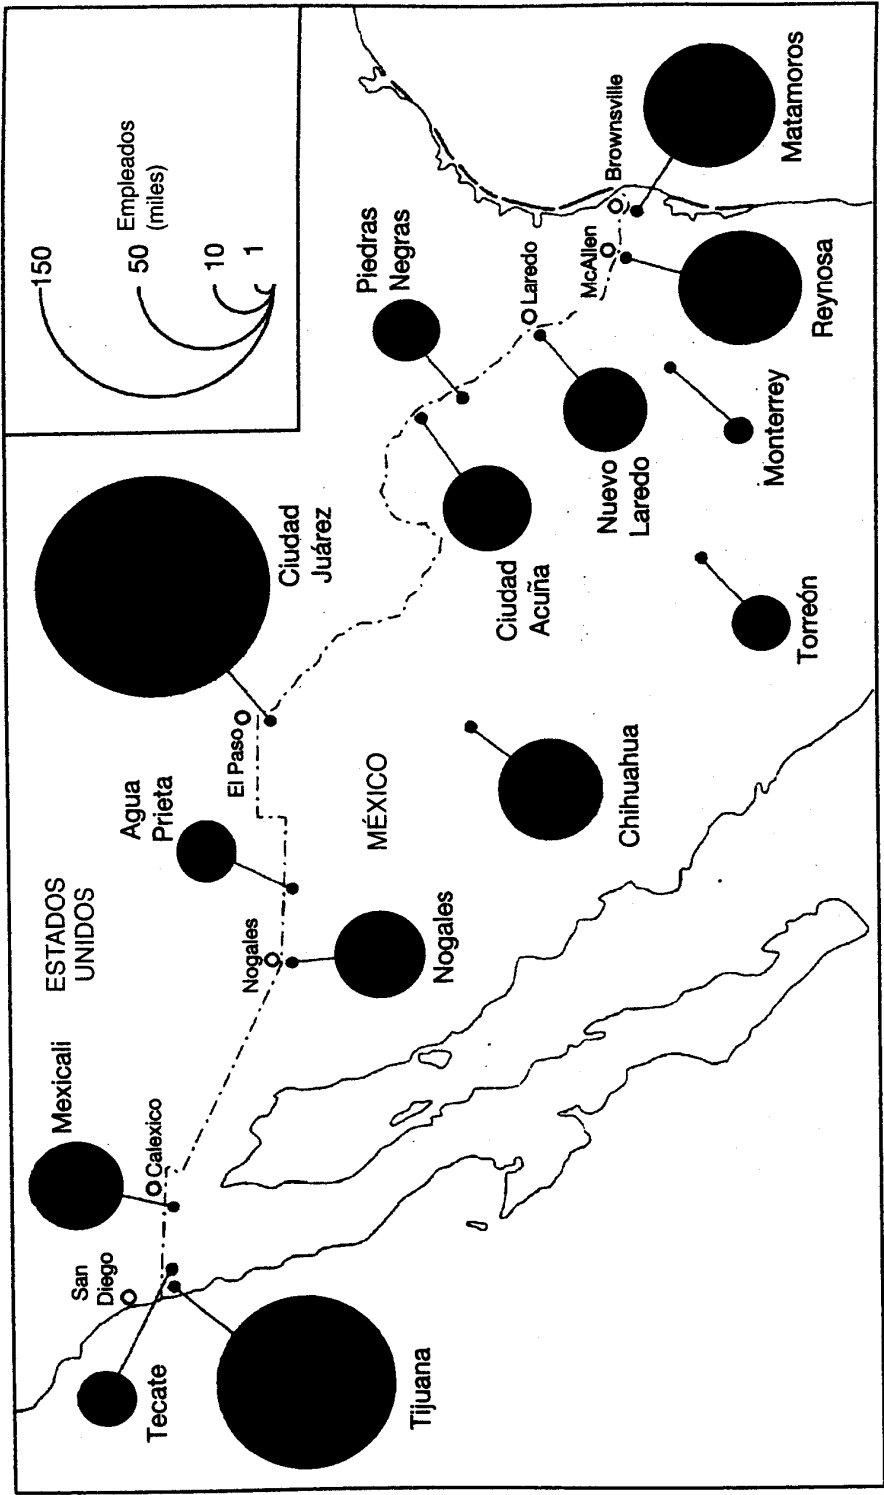 150
50
10
1
Empleados
(miles)
ESTADOS
UNIDOS
MÉXICO
San
Diego
Tecate
Tijuana
Mexicali
Calexico
Nogales
Nogales
Agua
Prieta
El Paso
Ciudad
Juárez
Chihuahua
Ciudad
Acuña
Piedras
Negras
Laredo
Nuevo
Laredo
Torreón
Monterrey
McAllen
Reynosa
Brownsville
Matamoros